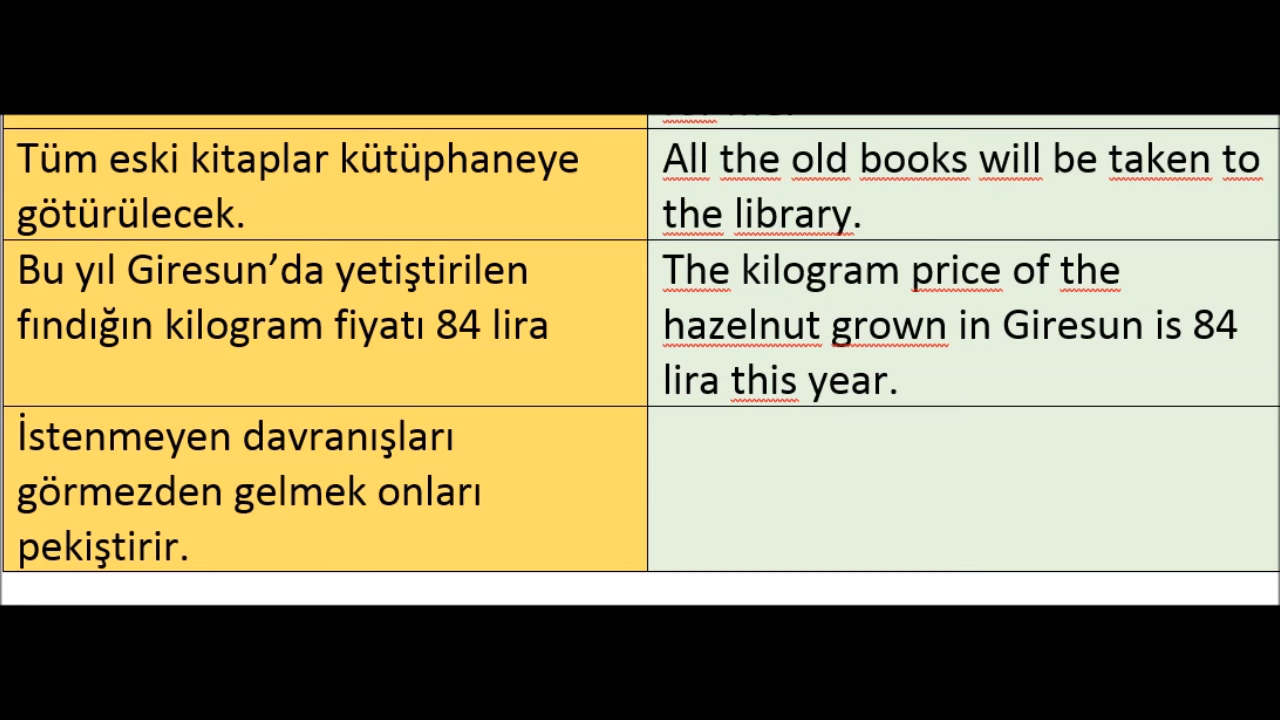 Tüm eski kitaplar kütüphaneye
götürülecek.
All the old books will be taken to
the library.
Bu yıl Giresun’da yetiştirilen
fındığın kilogram fiyatı 84 lira
The kilogram price of the
hazelnut grown in Giresun is 84
lira this year.
İstenmeyen davranışları
görmezden gelmek onları
pekiştirir.